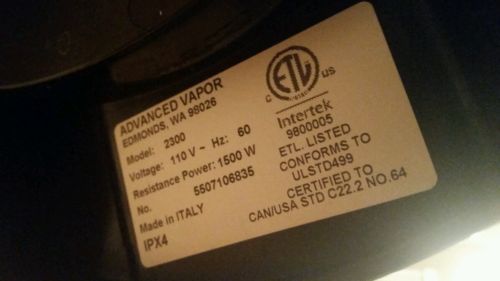 ADVANCED VAPOR
EDMONDS, WA 98026
Model: 2300
Voltage: 110 V ~ Hz: 60
Resistance Power: 1500 W
No. 5507106835
Made in ITALY
IPX4
C ETL US
Intertek
9800005
ETL. LISTED
CONFORMS TO
ULSTD499
CERTIFIED TO
CAN/USA STD C22.2 NO.64